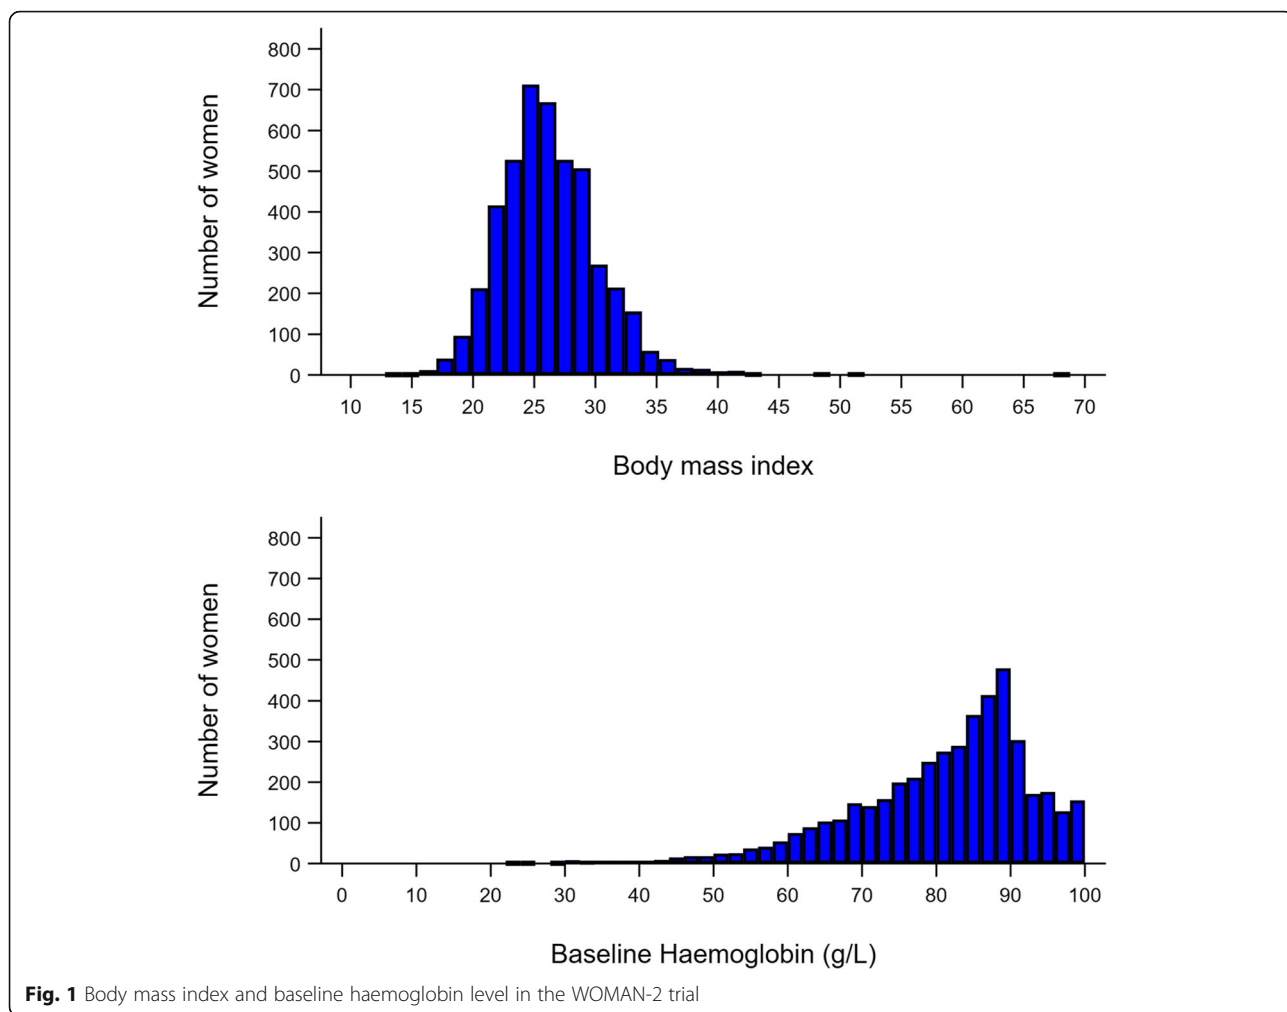 800
700
600
500
400
300
200
100
0
Number of women
10 15 20 25 30 35 40 45 50 55 60 65 70
Body mass index
800
700
600
500
400
300
200
100
0
Number of women
0 10 20 30 40 50 60 70 80 90 100
Baseline Haemoglobin (g/L)
Fig. 1 Body mass index and baseline haemoglobin level in the WOMAN-2 trial